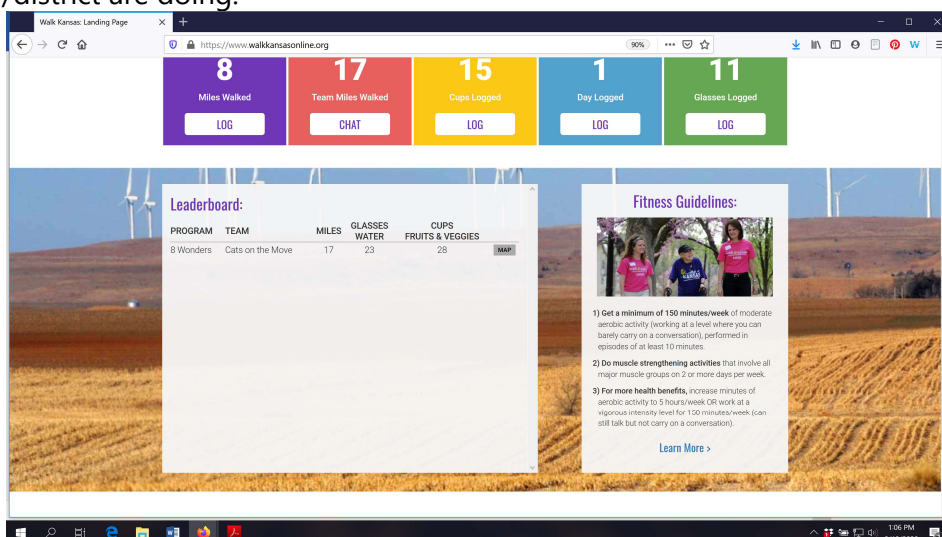 /district are doing.
Walk Kansas: Landing Page
https://www.walkkansasonline.org
90%
8 17 15 1 11
Miles Walked Team Miles Walked Cups Logged Day Logged Glasses Logged
LOG CHAT LOG LOG LOG
Leaderboard:
PROGRAM TEAM MILES GLASSES WATER CUPS FRUITS & VEGGIES
8 Wonders Cats on the Move 17 23 28 MAP
Fitness Guidelines:
1) Get a minimum of 150 minutes/week of moderate
aerobic activity (working at a level where you can
barely carry on a conversation), performed in
episodes of at least 10 minutes.
2) Do muscle strengthening activities that involve all
major muscle groups on 2 or more days per week.
3) For more health benefits, increase minutes of
aerobic activity to 5 hours/week OR work at a
vigorous intensity level for 150 minutes/week (can
still talk but not carry on a conversation).
Learn More >
1:06 PM